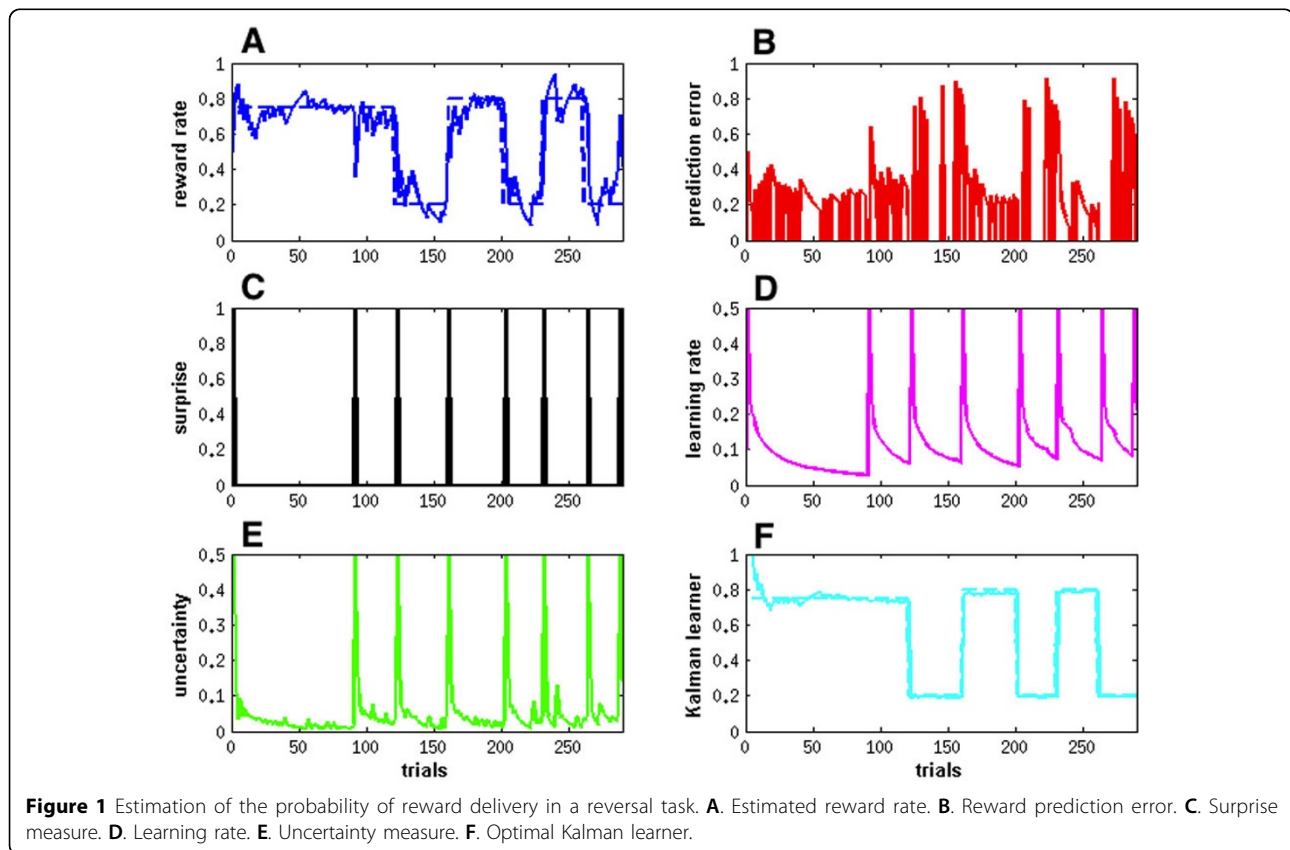 A
B
1
0.8
0.6
0.4
0.2
0
reward rate
0 50 100 150 200 250
1
0.8
0.6
0.4
0.2
0
prediction error
0 50 100 150 200 250
C
D
1
0.8
0.6
0.4
0.2
0
surprise
0 50 100 150 200 250
0.5
0.4
0.3
0.2
0.1
0
learning rate
0 50 100 150 200 250
E
F
0.5
0.4
0.3
0.2
0.1
0
uncertainty
0 50 100 150 200 250
trials
1
0.8
0.6
0.4
0.2
0
Kalman learner
0 50 100 150 200 250
trials
Figure 1 Estimation of the probability of reward delivery in a reversal task. A. Estimated reward rate. B. Reward prediction error. C. Surprise
measure. D. Learning rate. E. Uncertainty measure. F. Optimal Kalman learner.